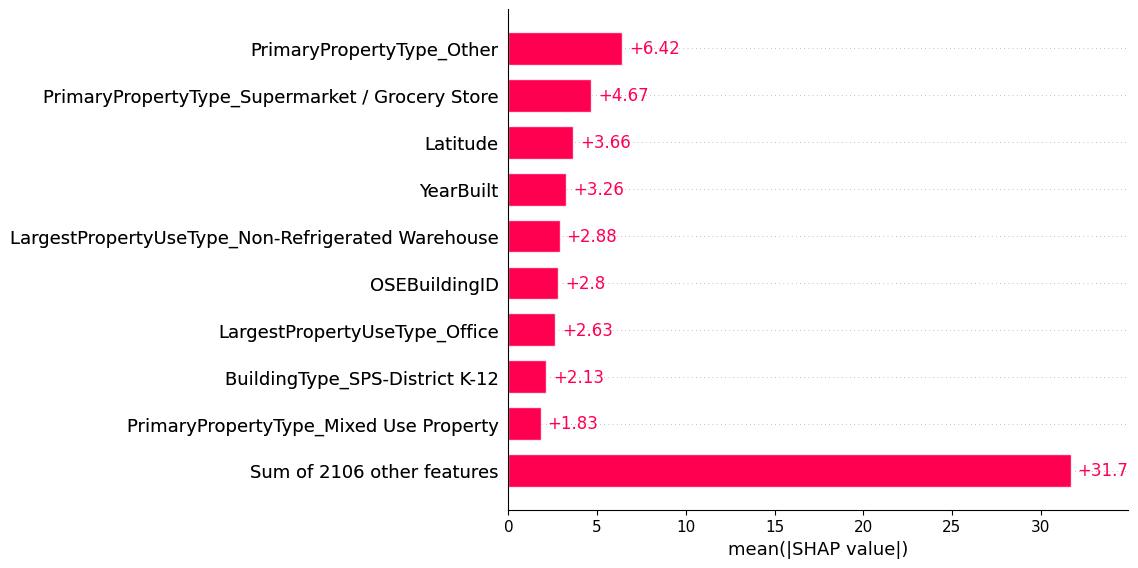 PrimaryPropertyType_Other +6.42
PrimaryPropertyType_Supermarket / Grocery Store +4.67
Latitude +3.66
YearBuilt +3.26
LargestPropertyUseType_Non-Refrigerated Warehouse +2.88
OSEBuildingID +2.8
LargestPropertyUseType_Office +2.63
BuildingType_SPS-District K-12 +2.13
PrimaryPropertyType_Mixed Use Property +1.83
Sum of 2106 other features +31.7
0 5 10 15 20 25 30
mean(|SHAP value|)